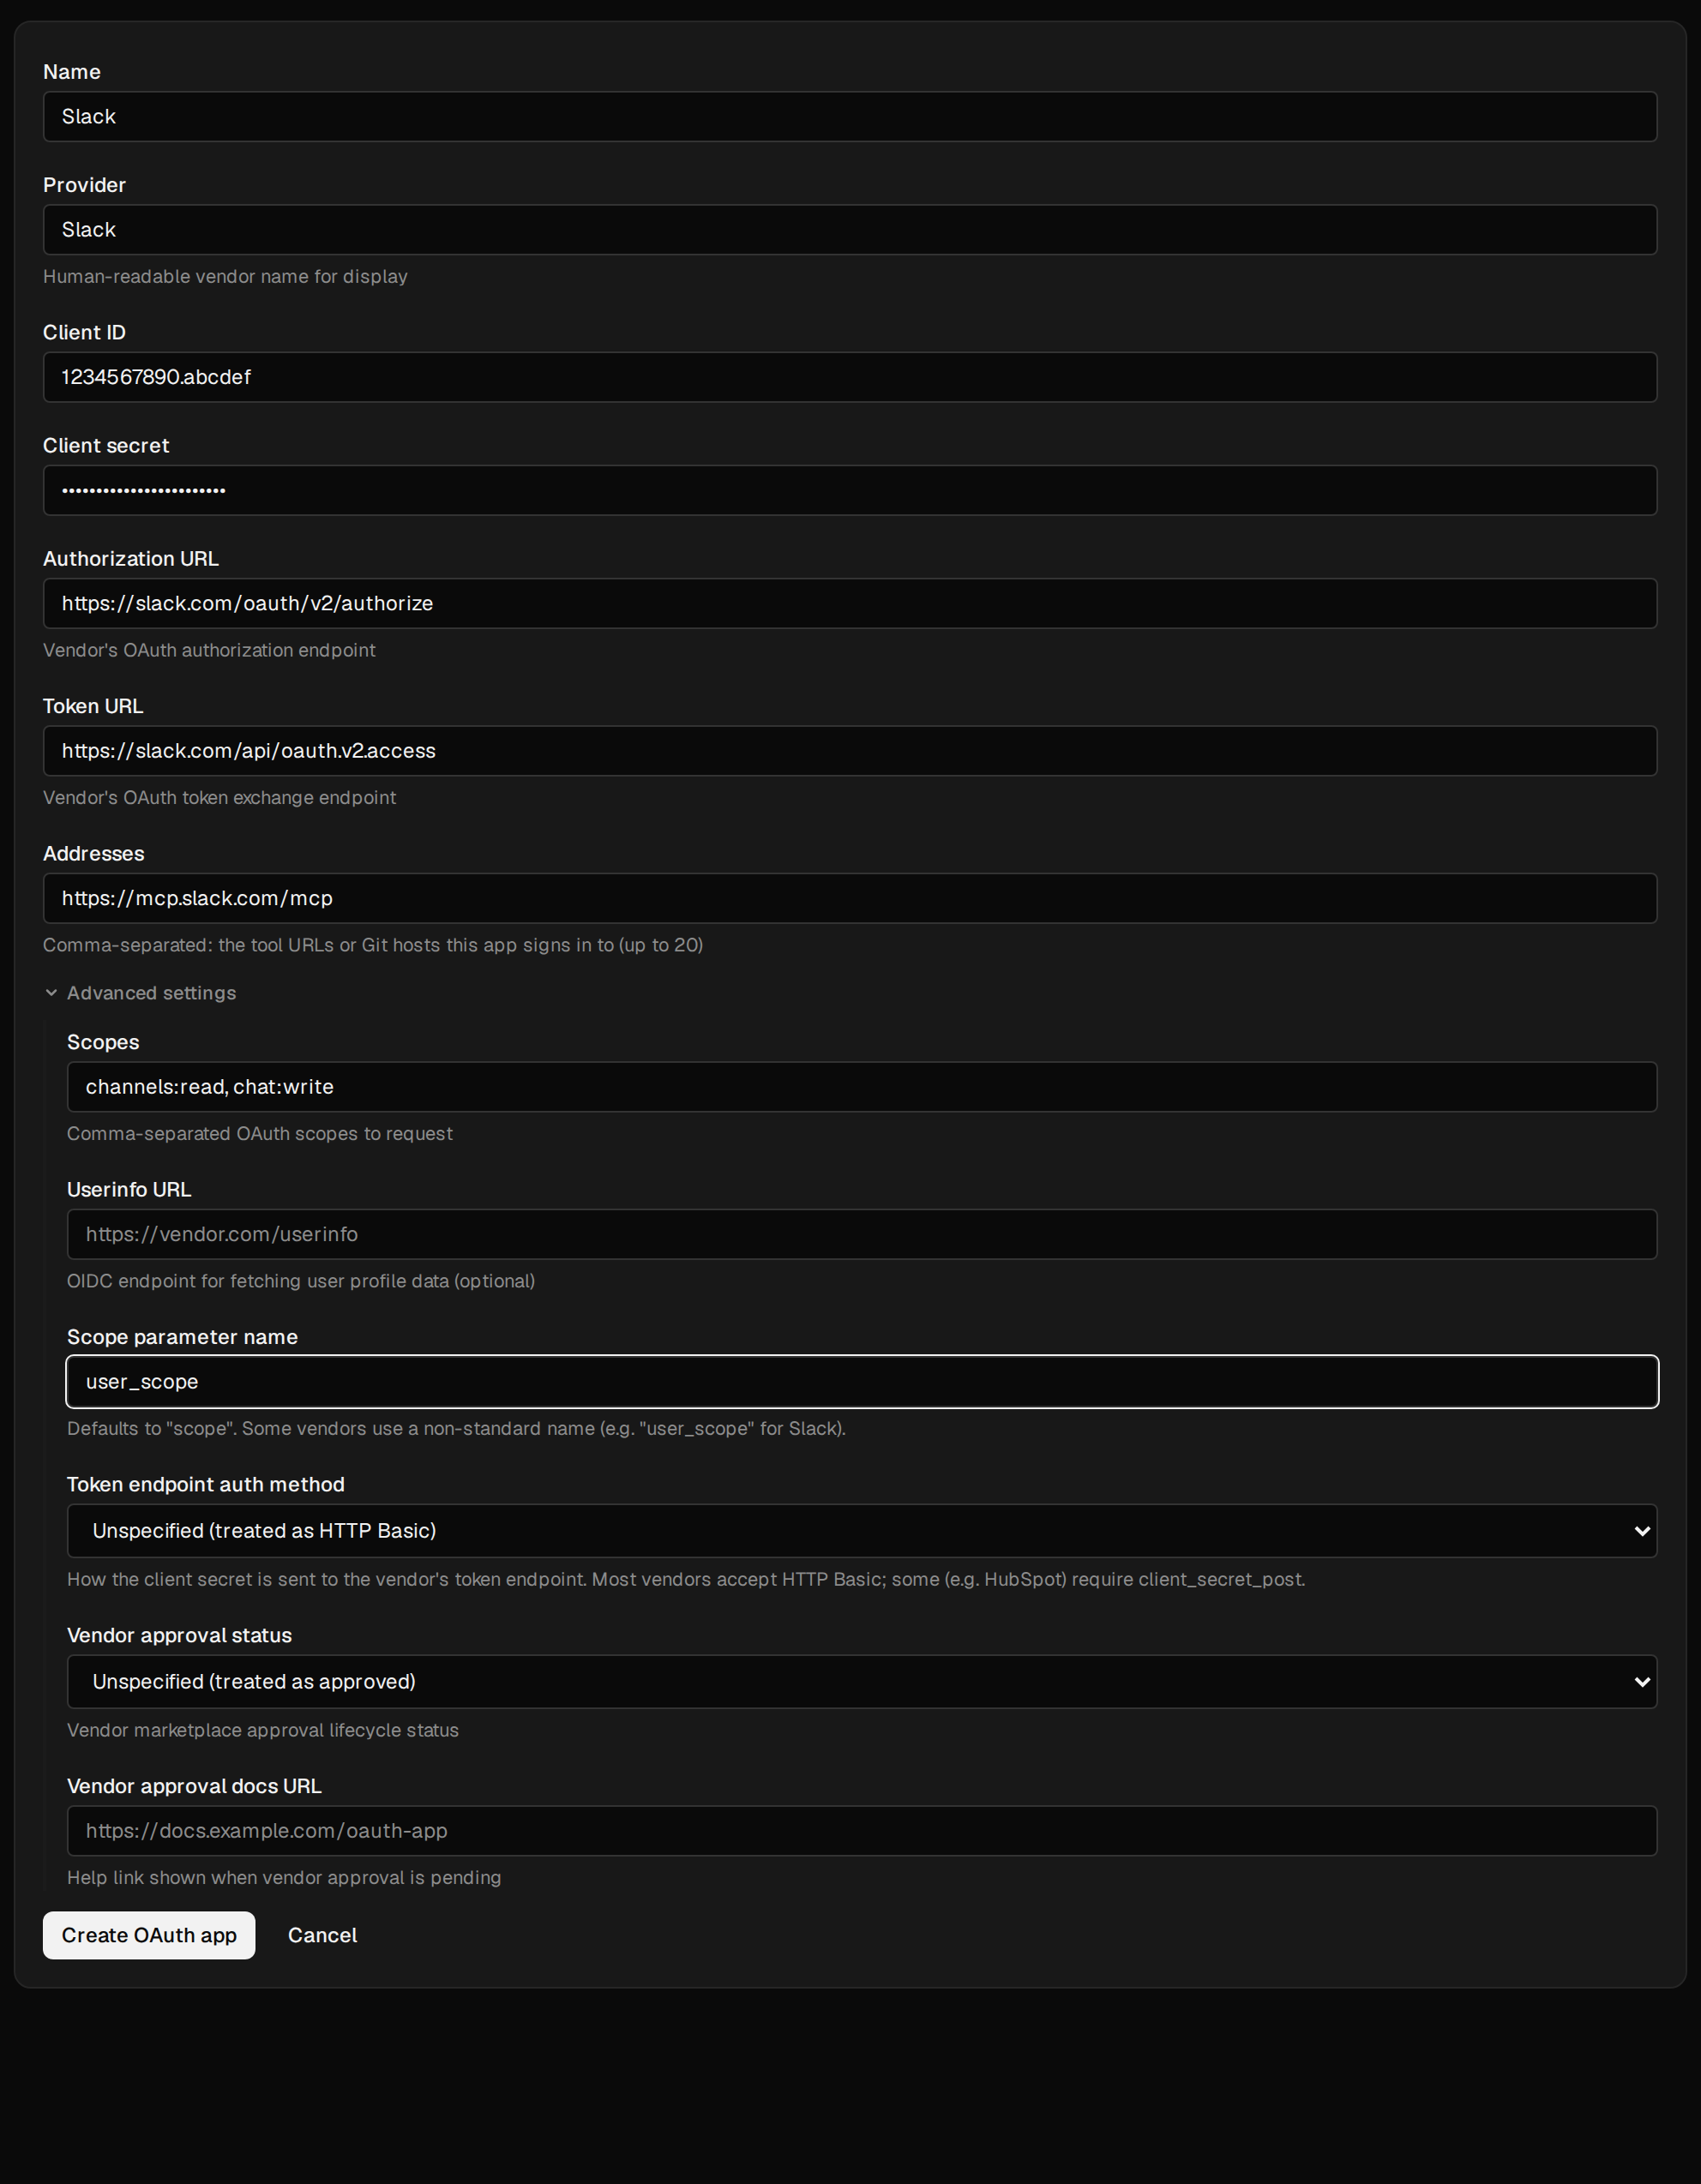 Name
Slack
Provider
Slack
Human-readable vendor name for display
Client ID
1234567890.abcdef
Client secret
••••••••••••••••••••••••
Authorization URL
https://slack.com/oauth/v2/authorize
Vendor's OAuth authorization endpoint
Token URL
https://slack.com/api/oauth.v2.access
Vendor's OAuth token exchange endpoint
Addresses
https://mcp.slack.com/mcp
Comma-separated: the tool URLs or Git hosts this app signs in to (up to 20)
Advanced settings
Scopes
channels:read, chat:write
Comma-separated OAuth scopes to request
Userinfo URL
https://vendor.com/userinfo
OIDC endpoint for fetching user profile data (optional)
Scope parameter name
user_scope
Defaults to "scope". Some vendors use a non-standard name (e.g. "user_scope" for Slack).
Token endpoint auth method
Unspecified (treated as HTTP Basic)
How the client secret is sent to the vendor's token endpoint. Most vendors accept HTTP Basic; some (e.g. HubSpot) require client_secret_post.
Vendor approval status
Unspecified (treated as approved)
Vendor marketplace approval lifecycle status
Vendor approval docs URL
https://docs.example.com/oauth-app
Help link shown when vendor approval is pending
Create OAuth app Cancel